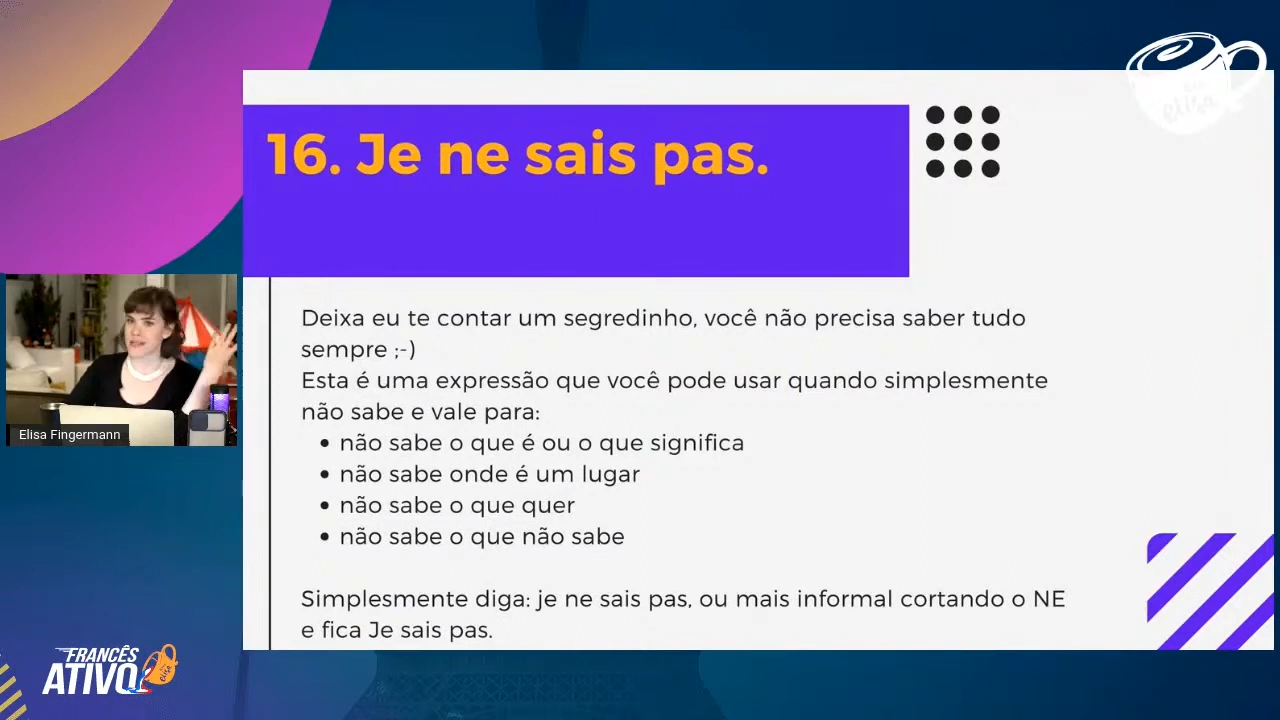 16. Je ne sais pas.
Deixa eu te contar um segredinho, você não precisa saber tudo
sempre ;-)
Esta é uma expressão que você pode usar quando simplesmente
não sabe e vale para:
• não sabe o que é ou o que significa
• não sabe onde é um lugar
• não sabe o que quer
• não sabe o que não sabe
Simplesmente diga: je ne sais pas, ou mais informal cortando o NE
e fica Je sais pas.
Elisa Fingermann
FRANCÊS
ATIVO
elisa